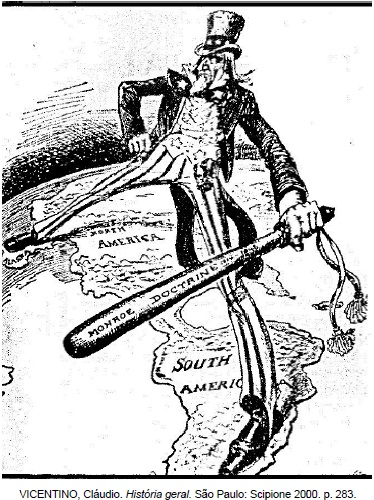 NORTH
AMERICA
MONROE DOCTRINE
SOUTH
AMERIC
VICENTINO, Cláudio. História geral. São Paulo: Scipione 2000. p. 283.